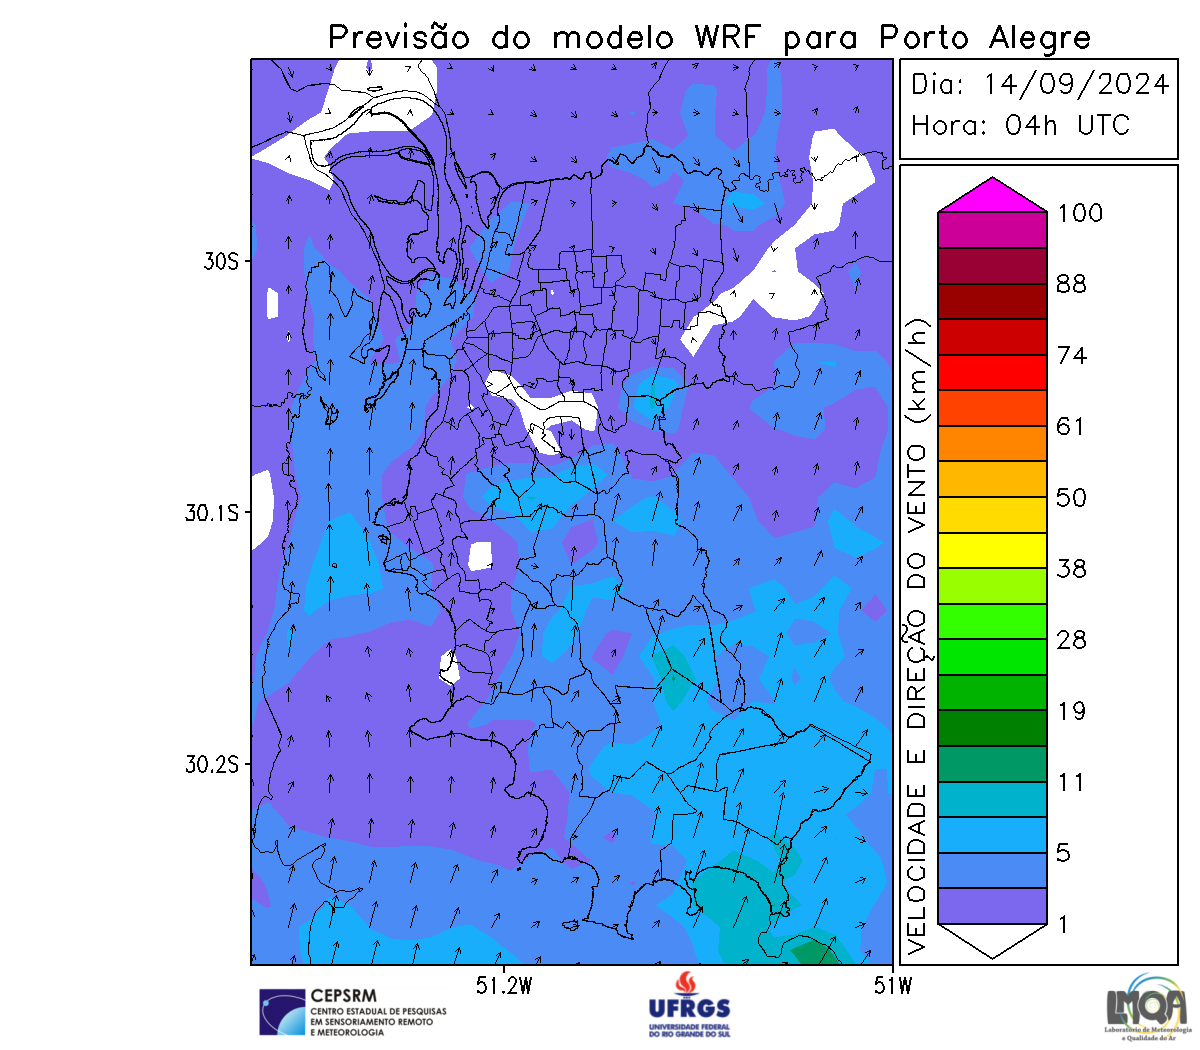 Previsão do modelo WRF para Porto Alegre
Dia: 14/09/2024
Hora: 04h UTC
30S
30.1S
30.2S
51.2W
51W
VELOCIDADE E DIREÇÃO DO VENTO (km/h)
100
88
74
61
50
38
28
19
11
5
1
CEPSRM
CENTRO ESTADUAL DE PESQUISAS
EM SENSORIAMENTO REMOTO
E METEOROLOGIA
UFRGS
UNIVERSIDADE FEDERAL
DO RIO GRANDE DO SUL
LMQA
Laboratório de Meteorologia
e Qualidade do Ar